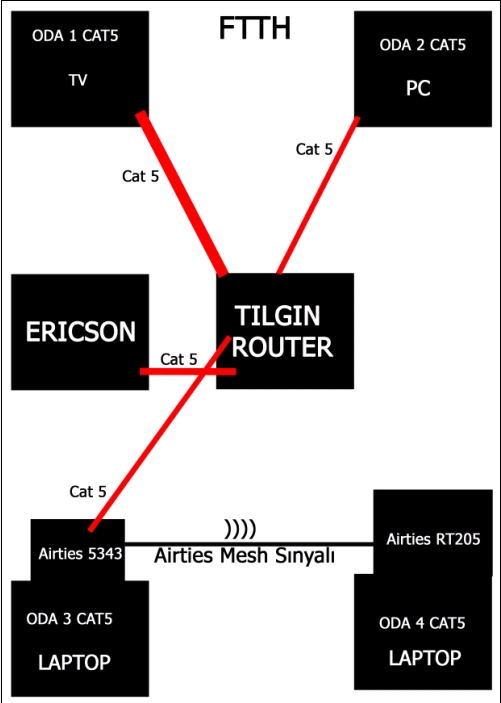 FTTH
ODA 1 CAT5
TV
ODA 2 CAT5
PC
Cat 5
Cat 5
ERICSON
TILGIN
ROUTER
Cat 5
Cat 5
))))
Airties 5343
Airties Mesh Sınyalı
Airties RT205
ODA 3 CAT5
LAPTOP
ODA 4 CAT5
LAPTOP